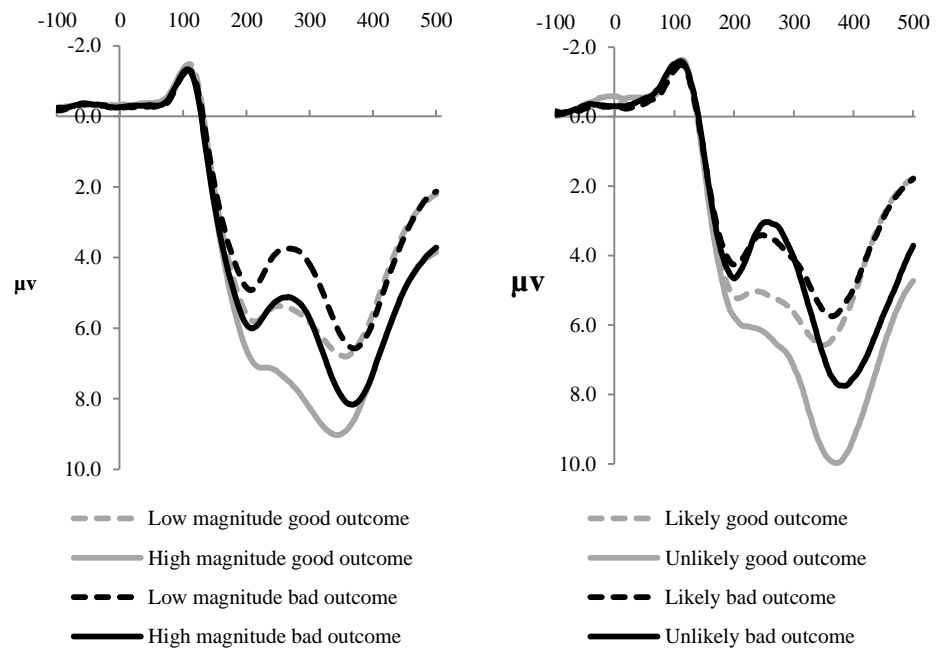 -100 0 100 200 300 400 500
-2.0
0.0
2.0
4.0
μv
6.0
8.0
10.0
Low magnitude good outcome
High magnitude good outcome
Low magnitude bad outcome
High magnitude bad outcome
-100 0 100 200 300 400 500
-2.0
0.0
2.0
4.0
μv
6.0
8.0
10.0
Likely good outcome
Unlikely good outcome
Likely bad outcome
Unlikely bad outcome